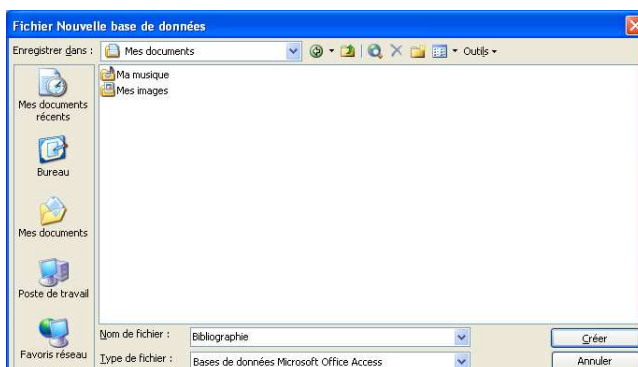 Fichier Nouvelle base de données
Enregistrer dans : Mes documents Outils
Ma musique
Mes images
Mes documents
récents
Bureau
Mes documents
Poste de travail
Favoris réseau
Nom de fichier : Bibliographie Créer
Type de fichier : Bases de données Microsoft Office Access Annuler